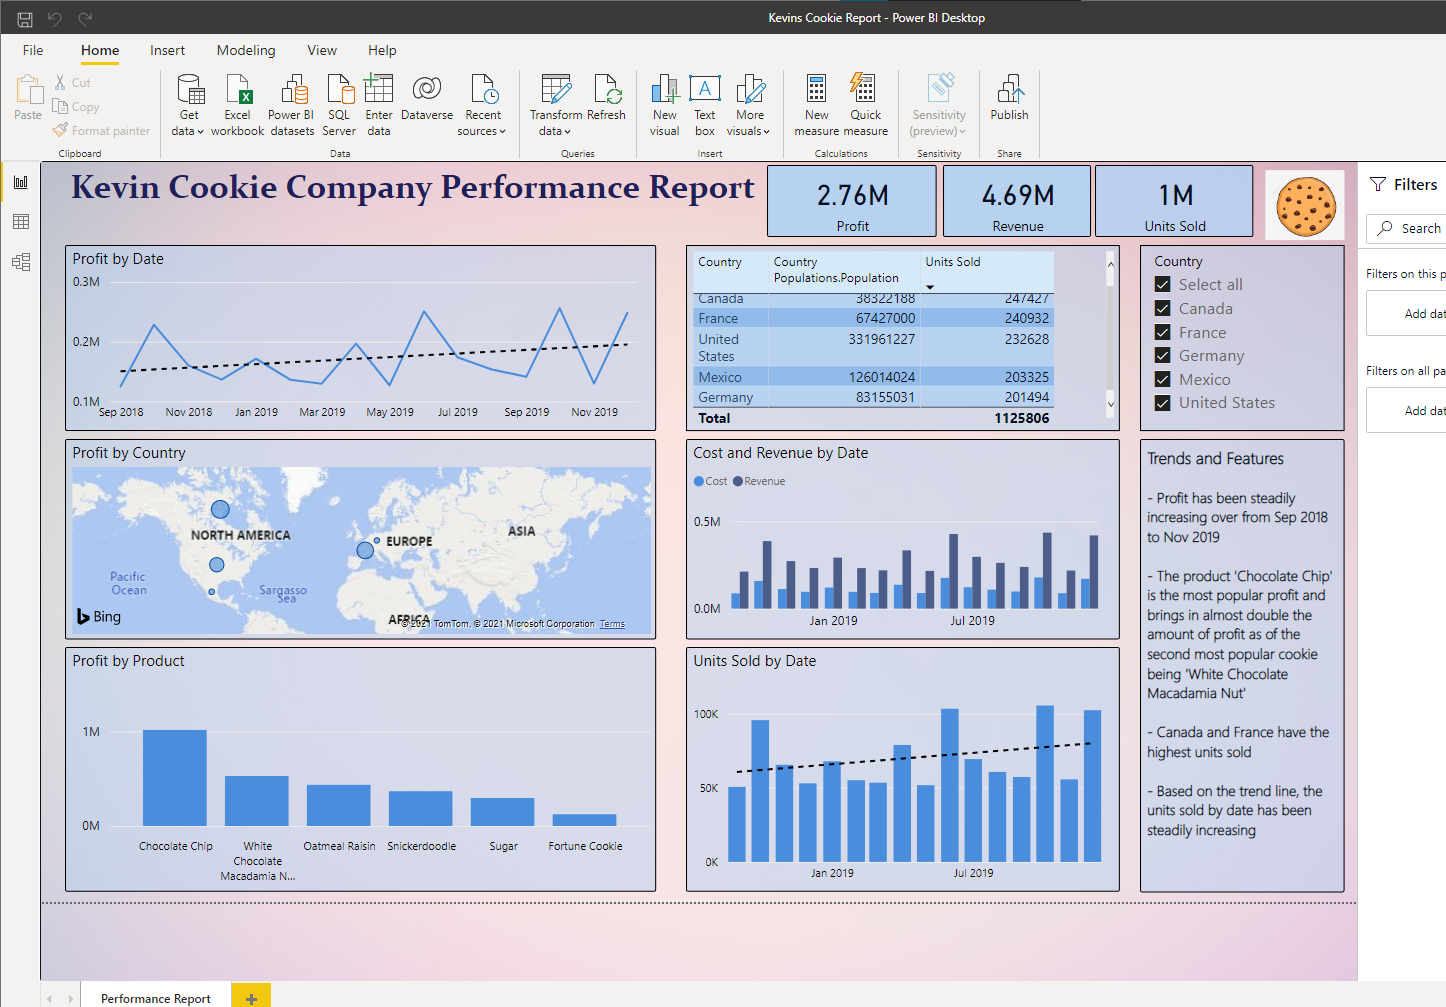 Kevins Cookie Report - Power BI Desktop
File Home Insert Modeling View Help
Paste
Cut
Copy
Format painter
Clipboard
Get data
Excel workbook
Power BI datasets
SQL Server
Enter data
Dataverse
Recent sources
Data
Transform data
Refresh
Queries
New visual
Text box
More visuals
Insert
New measure
Quick measure
Calculations
Sensitivity (preview)
Sensitivity
Publish
Share
Kevin Cookie Company Performance Report
2.76M
Profit
4.69M
Revenue
1M
Units Sold
Filters
Search
Filters on this p
Add dat
Filters on all pa
Add dat
Profit by Date
0.3M
0.2M
0.1M
Sep 2018 Nov 2018 Jan 2019 Mar 2019 May 2019 Jul 2019 Sep 2019 Nov 2019
Country Country Populations.Population Units Sold
Canada 38322188 247427
France 67427000 240932
United States 331961227 232628
Mexico 126014024 203325
Germany 83155031 201494
Total 1125806
Country
Select all
Canada
France
Germany
Mexico
United States
Profit by Country
NORTH AMERICA
EUROPE
ASIA
AFRICA
Pacific
Ocean
Sargasso
Sea
Bing
© 2021 TomTom, © 2021 Microsoft Corporation Terms
Cost and Revenue by Date
Cost Revenue
0.5M
0.0M
Jan 2019 Jul 2019
Trends and Features
- Profit has been steadily
increasing over from Sep 2018
to Nov 2019
- The product 'Chocolate Chip'
is the most popular profit and
brings in almost double the
amount of profit as of the
second most popular cookie
being 'White Chocolate
Macadamia Nut'
- Canada and France have the
highest units sold
- Based on the trend line, the
units sold by date has been
steadily increasing
Profit by Product
1M
0M
Chocolate Chip
White
Chocolate
Macadamia N...
Oatmeal Raisin
Snickerdoodle
Sugar
Fortune Cookie
Units Sold by Date
100K
50K
0K
Jan 2019 Jul 2019
Performance Report